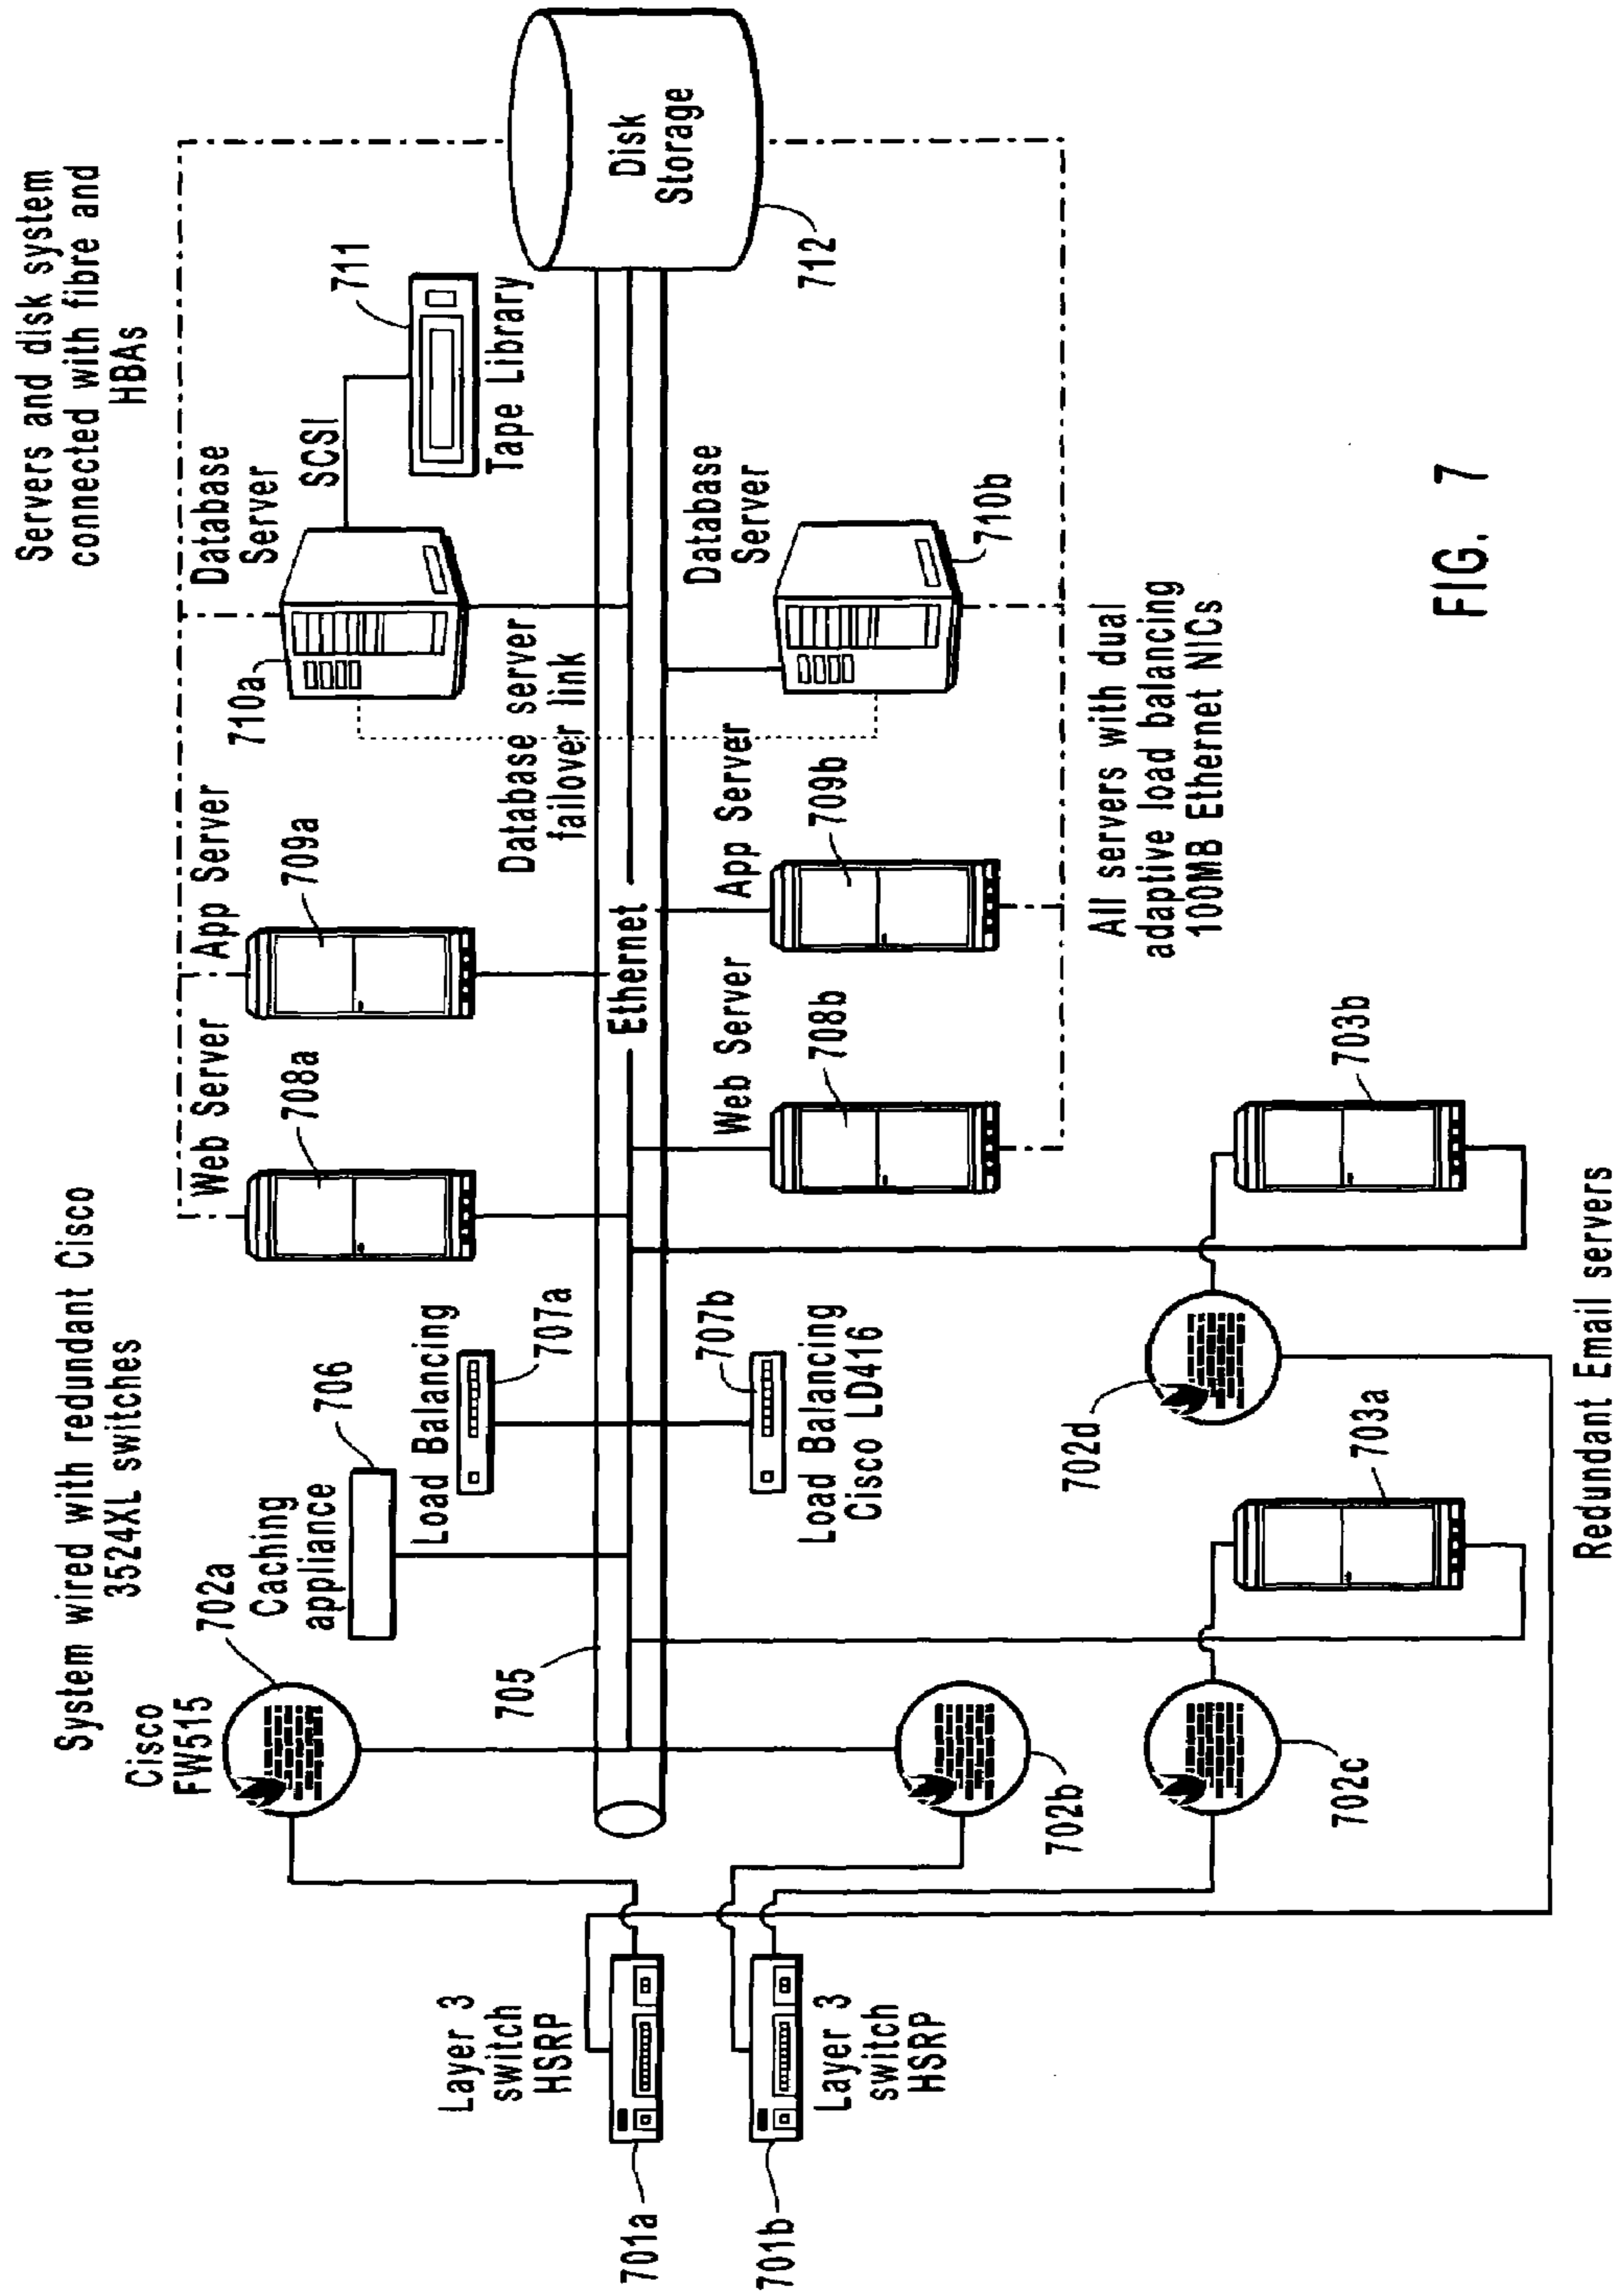 Servers and disk system
connected with fibre and
HBAs
System wired with redundant Cisco
3524XL switches
Cisco
FW515
702a
Caching
appliance
706
Load Balancing
707a
Web Server
708a
App Server
709a
710a
Database
Server
SCSI
711
Tape Library
Disk
Storage
712
Database server
failover link
Ethernet
705
Layer 3
switch
HSRP
701a
701b
Layer 3
switch
HSRP
707b
Load Balancing
Cisco LD416
Web Server
708b
App Server
709b
Database
Server
710b
702b
702c
702d
703a
703b
All servers with dual
adaptive load balancing
100MB Ethernet NICs
Redundant Email servers
FIG. 7